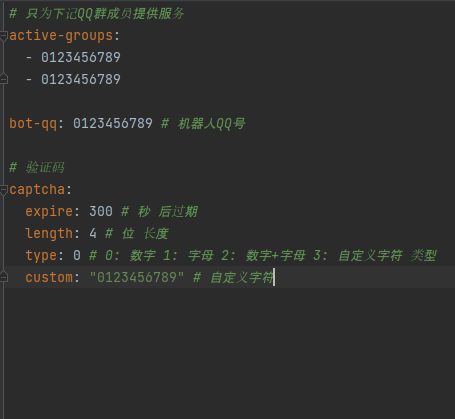 # 只为下记QQ群成员提供服务
active-groups:
  - 0123456789
  - 0123456789
bot-qq: 0123456789 # 机器人QQ号
# 验证码
captcha:
  expire: 300 # 秒 后过期
  length: 4 # 位 长度
  type: 0 # 0: 数字 1: 字母 2: 数字+字母 3: 自定义字符 类型
  custom: "0123456789" # 自定义字符